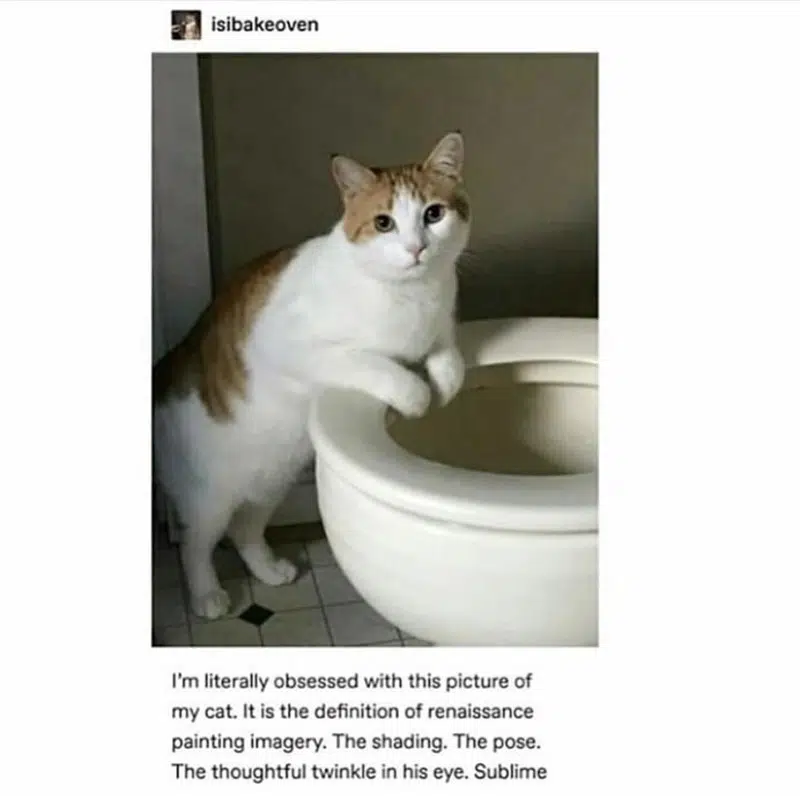 isibakeoven
I'm literally obsessed with this picture of
my cat. It is the definition of renaissance
painting imagery. The shading. The pose.
The thoughtful twinkle in his eye. Sublime